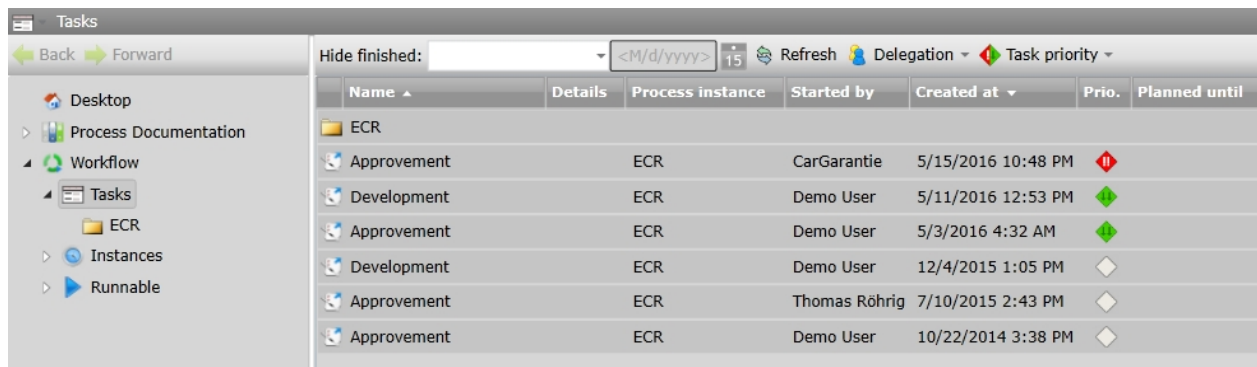 Tasks
Back Forward
Hide finished: <M/d/yyyy> 15 Refresh Delegation Task priority
Desktop
Process Documentation
Workflow
Tasks
ECR
Instances
Runnable
Name Details Process instance Started by Created at Prio. Planned until
ECR
Approvement ECR CarGarantie 5/15/2016 10:48 PM
Development ECR Demo User 5/11/2016 12:53 PM
Approvement ECR Demo User 5/3/2016 4:32 AM
Development ECR Demo User 12/4/2015 1:05 PM
Approvement ECR Thomas Röhrig 7/10/2015 2:43 PM
Approvement ECR Demo User 10/22/2014 3:38 PM